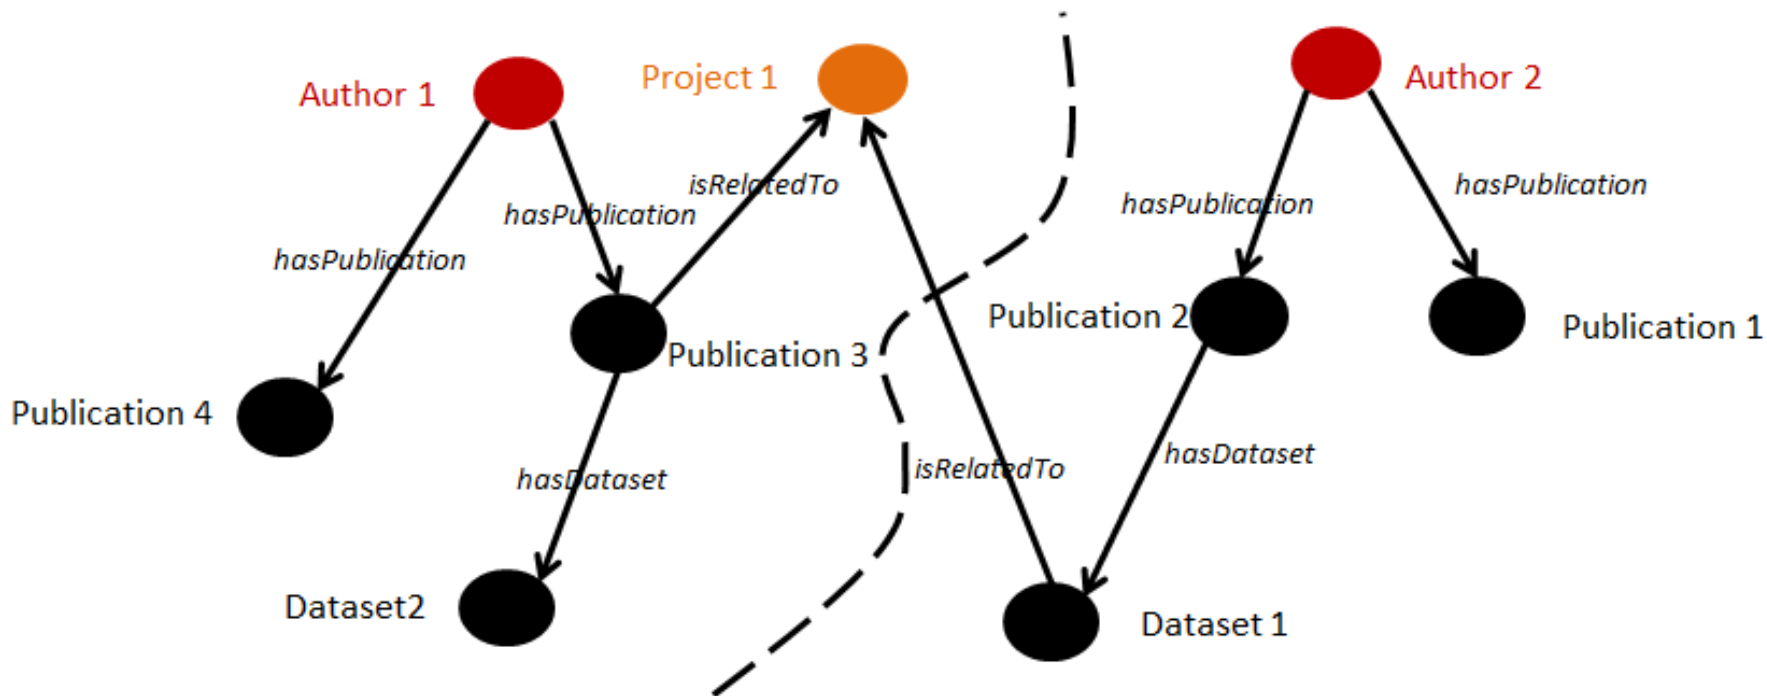 Author 1
Project 1
Author 2
isRelatedTo
hasPublication
hasPublication
hasPublication
hasPublication
Publication 2
Publication 1
Publication 3
Publication 4
hasDataset
isRelatedTo
hasDataset
Dataset2
Dataset 1